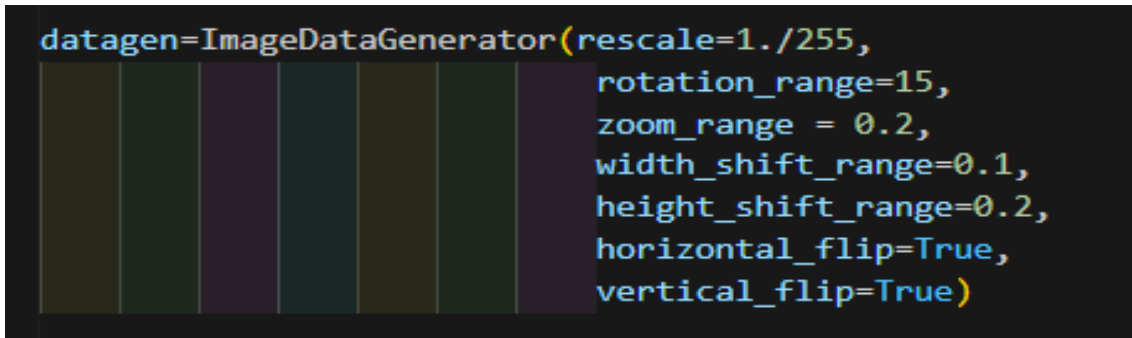 datagen=ImageDataGenerator(rescale=1./255,
rotation_range=15,
zoom_range = 0.2,
width_shift_range=0.1,
height_shift_range=0.2,
horizontal_flip=True,
vertical_flip=True)